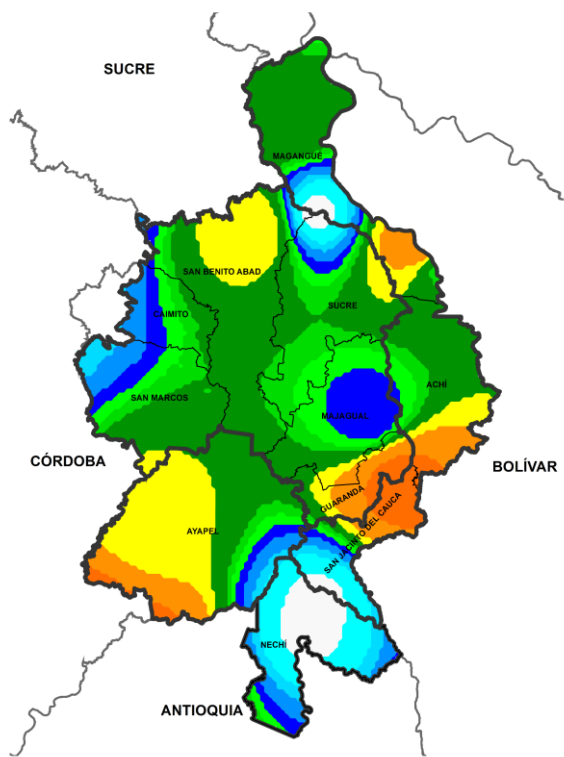 SUCRE
MAGANGUÉ
SAN BENITO ABAD
SUCRE
CAIMITO
ACHÍ
SAN MARCOS
MAJAGUAL
CÓRDOBA
BOLÍVAR
GUARANDA
SAN JACINTO DEL CAUCA
AYAPEL
NECHÍ
ANTIOQUIA